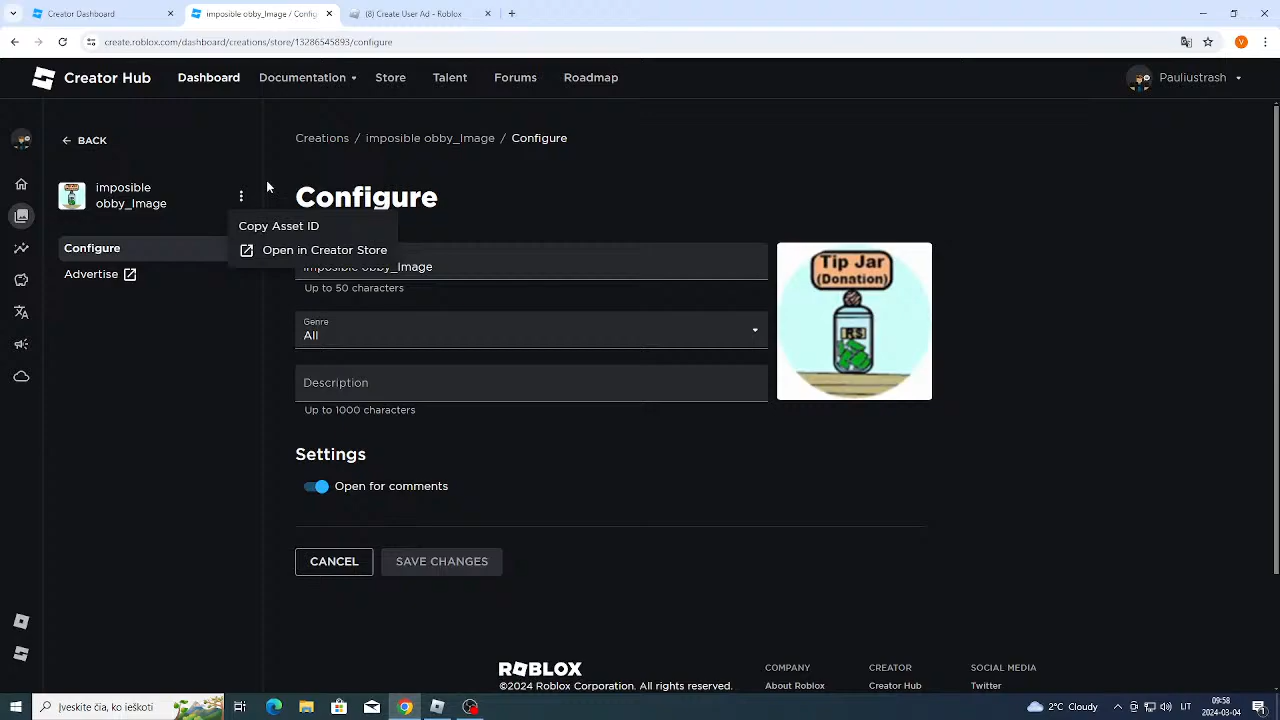 Creator Dashboard
imposible obby_Image / Config
(8) Create User Ad - Roblox
create.roblox.com/dashboard/creations/store/13286545893/configure
V
Creator Hub
Dashboard
Documentation
Store
Talent
Forums
Roadmap
Pauliustrash
BACK
Creations / imposible obby_Image / Configure
imposible
obby_Image
Configure
Copy Asset ID
Open in Creator Store
Configure
Advertise
imposible obby_Image
Up to 50 characters
Genre
All
Description
Up to 1000 characters
Tip Jar
(Donation)
R$
Settings
Open for comments
CANCEL
SAVE CHANGES
ROBLOX
©2024 Roblox Corporation. All rights reserved.
COMPANY
About Roblox
CREATOR
Creator Hub
SOCIAL MEDIA
Twitter
Įveskite čia, ko ieškoti
2°C Cloudy
LT
09:58
2024-03-04